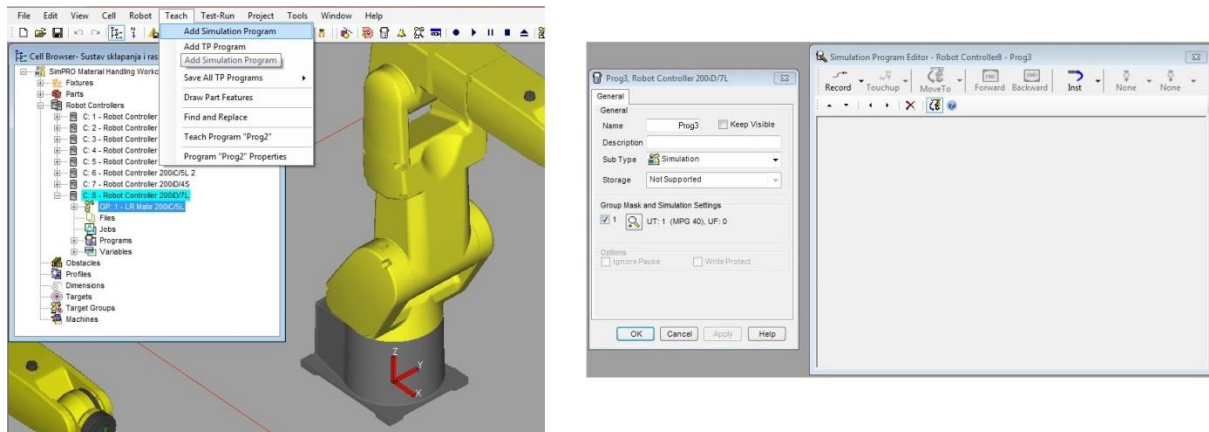 File Edit View Cell Robot Teach Test-Run Project Tools Window Help
Add Simulation Program
Add TP Program
Add Simulation Program
Save All TP Programs
Draw Part Features
Find and Replace
Teach Program "Prog2"
Program "Prog2" Properties
Cell Browser- Sustav sklapanja i ras
SimPRO Material Handling Workc
Fixtures
Parts
Robot Controllers
C: 1 - Robot Controller
C: 2 - Robot Controller
C: 3 - Robot Controller
C: 4 - Robot Controller
C: 5 - Robot Controller
C: 6 - Robot Controller 200iC/5L 2
C: 7 - Robot Controller 200iD/4S
C: 8 - Robot Controller 200iD/7L
GP: 1 - LR Mate 200iC/5L
Files
Jobs
Programs
Variables
Obstacles
Profiles
Dimensions
Targets
Target Groups
Machines
Z
Y
X
Prog3, Robot Controller 200iD/7L
General
General
Name Prog3 Keep Visible
Description
Sub Type Simulation
Storage Not Supported
Group Mask and Simulation Settings
1 UT: 1 (MPG 40), UF: 0
Options
Ignore Pause Write Protect
OK Cancel Apply Help
Simulation Program Editor - Robot Controller8 - Prog3
Record Touchup MoveTo Forward Backward Inst None None